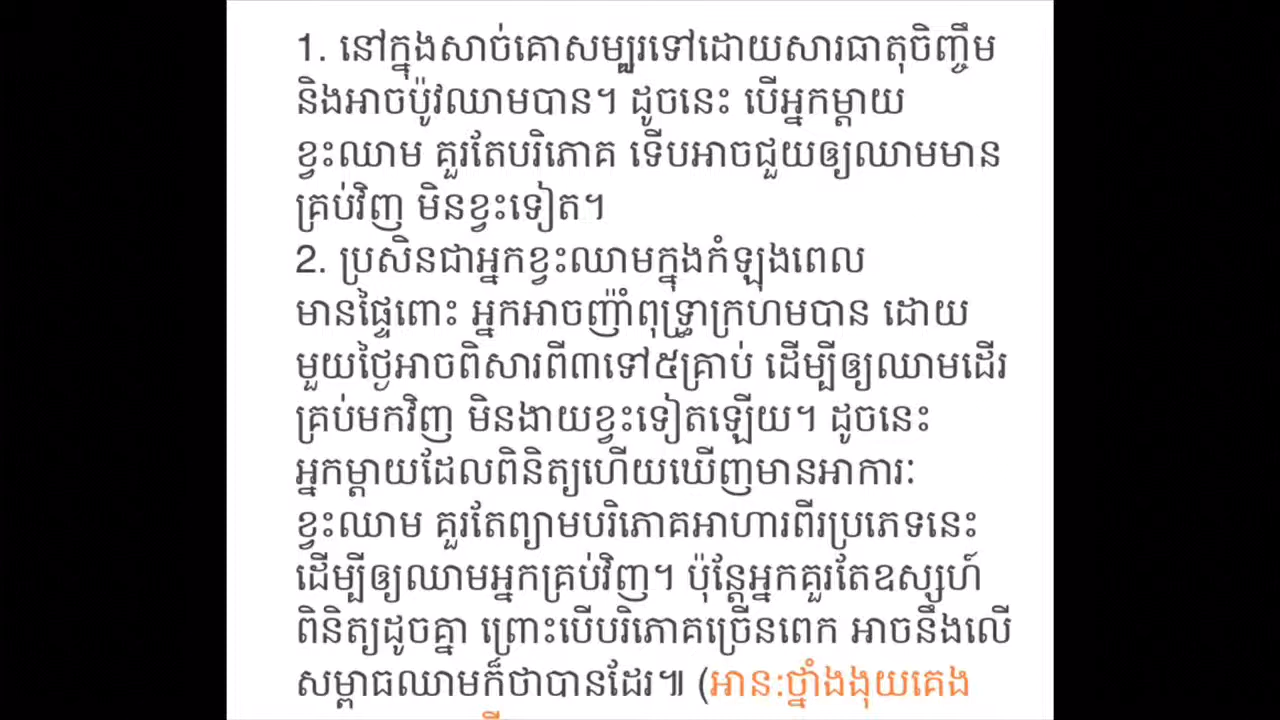 1. នៅក្នុងសាច់គោសម្បូរទៅដោយសារធាតុចិញ្ចឹម
និងអាចប៉ូវឈាមបាន។ ដូចនេះ បើអ្នកម្តាយ
ខ្វះឈាម គួរតែបរិភោគ ទើបអាចជួយឲ្យឈាមមាន
គ្រប់វិញ មិនខ្វះទៀត។
2. ប្រសិនជាអ្នកខ្វះឈាមក្នុងកំឡុងពេល
មានផ្ទៃពោះ អ្នកអាចញ៉ាំពុទ្រ្ទាក្រហមបាន ដោយ
មួយថ្ងៃអាចពិសារពី៣ទៅ៥គ្រាប់ ដើម្បីឲ្យឈាមដើរ
គ្រប់មកវិញ មិនងាយខ្វះទៀតឡើយ។ ដូចនេះ
អ្នកម្តាយដែលពិនិត្យហើយឃើញមានអាការៈ
ខ្វះឈាម គួរតែព្យាមបរិភោគអាហារពីរប្រភេទនេះ
ដើម្បីឲ្យឈាមអ្នកគ្រប់វិញ។ ប៉ុន្តែអ្នកគួរតែឧស្សហ៍
ពិនិត្យដូចគ្នា ព្រោះបើបរិភោគច្រើនពេក អាចនឹងលើ
សម្ពាធឈាមក៏ថាបានដែរ៕ (អាន:ថ្នាំងងុយគេង